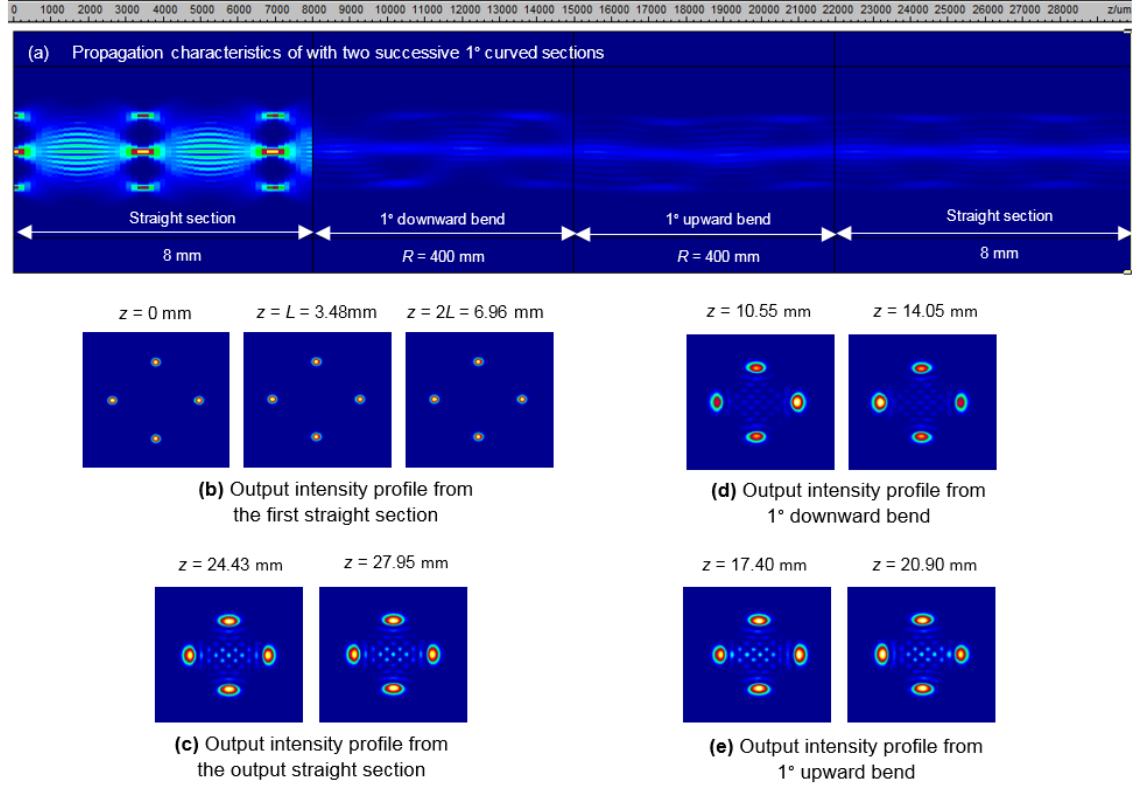 0 1000 2000 3000 4000 5000 6000 7000 8000 9000 10000 11000 12000 13000 14000 15000 16000 17000 18000 19000 20000 21000 22000 23000 24000 25000 26000 27000 28000 z/um
(a) Propagation characteristics of with two successive 1° curved sections
Straight section 1° downward bend 1° upward bend Straight section
8 mm R = 400 mm R = 400 mm 8 mm
z = 0 mm z = L = 3.48mm z = 2L = 6.96 mm
z = 10.55 mm z = 14.05 mm
(b) Output intensity profile from
the first straight section
(d) Output intensity profile from
1° downward bend
z = 24.43 mm z = 27.95 mm
z = 17.40 mm z = 20.90 mm
(c) Output intensity profile from
the output straight section
(e) Output intensity profile from
1° upward bend